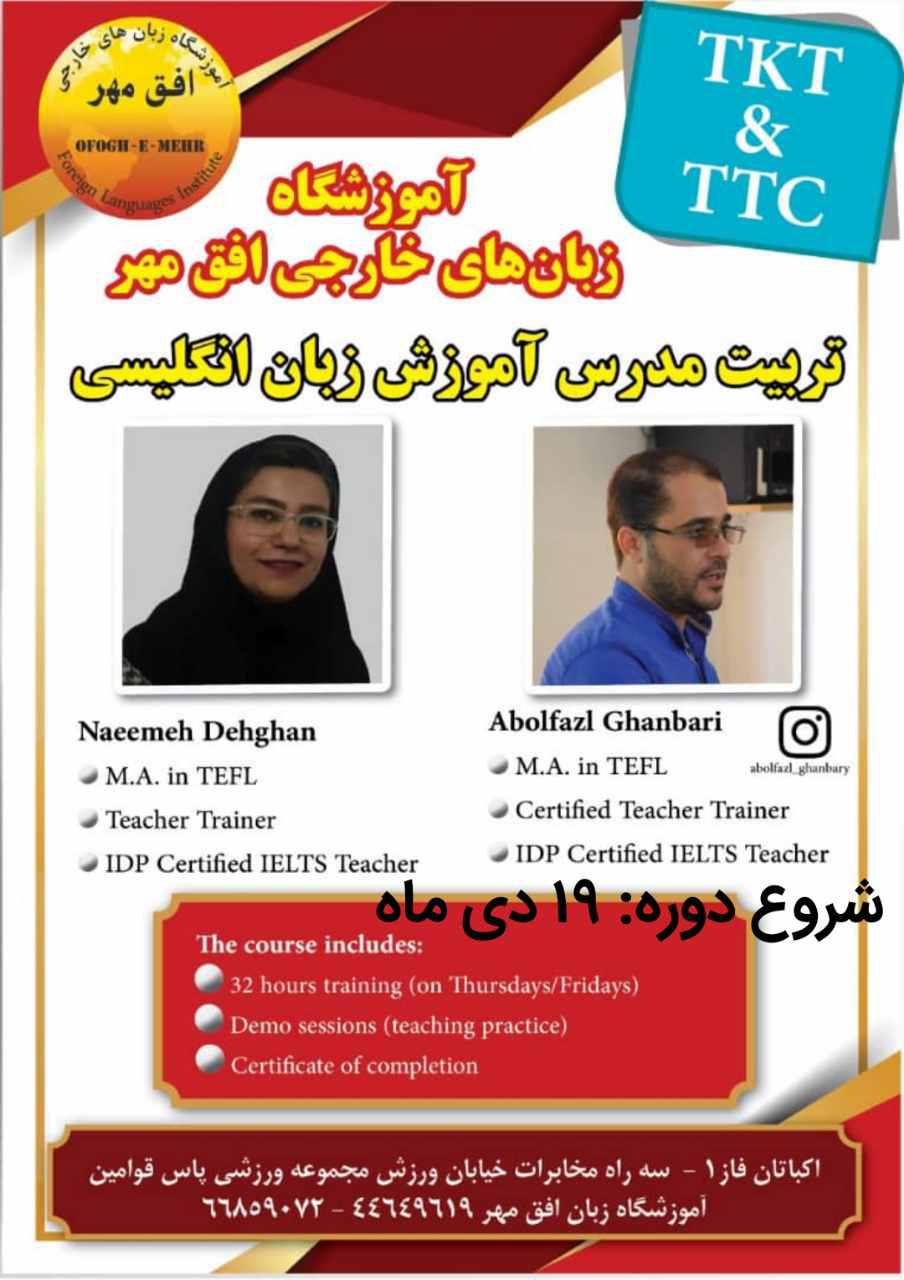 آموزشگاه زبان های خارجی
افق مهر
OFOGH-E-MEHR
Foreign Languages Institute
TKT
&
TTC
آموزشگاه
زبان‌های خارجی افق مهر
تربیت مدرس آموزش زبان انگلیسی
Naeemeh Dehghan
M.A. in TEFL
Teacher Trainer
IDP Certified IELTS Teacher
Abolfazl Ghanbari
abolfazl_ghanbary
M.A. in TEFL
Certified Teacher Trainer
IDP Certified IELTS Teacher
شروع دوره: ۱۹ دی ماه
The course includes:
32 hours training (on Thursdays/Fridays)
Demo sessions (teaching practice)
Certificate of completion
اکباتان فاز۱ - سه راه مخابرات خیابان ورزش مجموعه ورزشی پاس قوامین
آموزشگاه زبان افق مهر ۴۴۶۴۹۶۱۹ - ۶۶۸۵۹۰۷۲